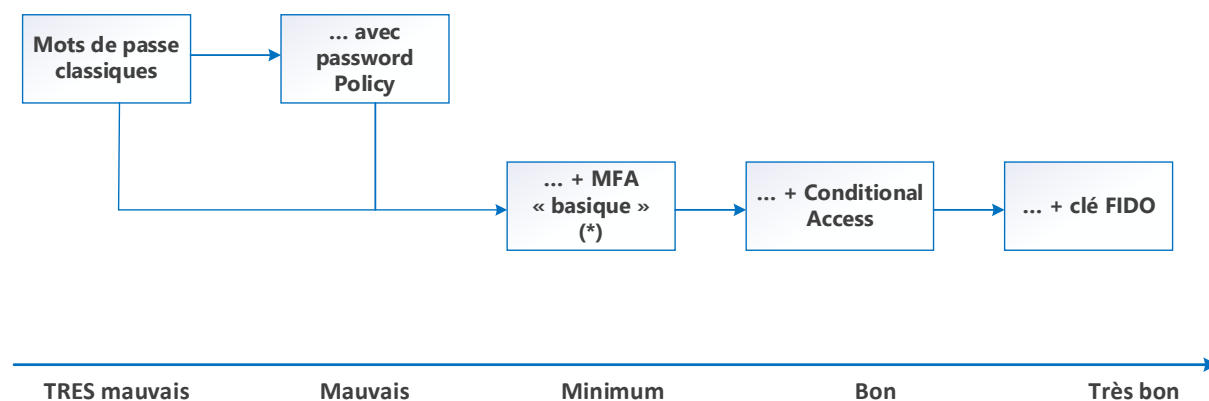 Mots de passe
classiques
… avec
password
Policy
… + MFA
« basique »
(*)
… + Conditional
Access
… + clé FIDO
TRES mauvais
Mauvais
Minimum
Bon
Très bon